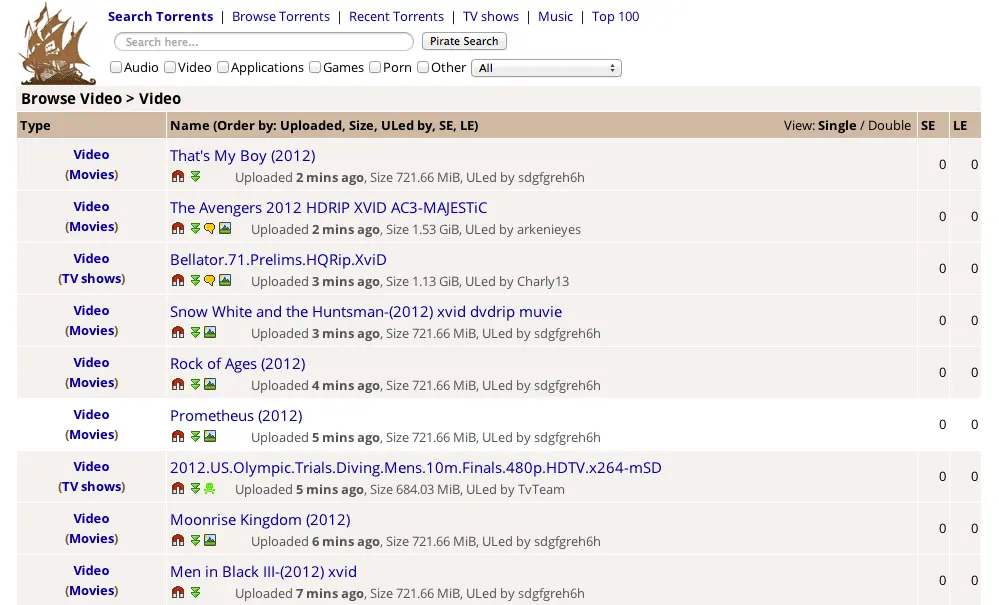 Search Torrents | Browse Torrents | Recent Torrents | TV shows | Music | Top 100
Search here... Pirate Search
Audio Video Applications Games Porn Other All
Browse Video > Video
Type Name (Order by: Uploaded, Size, ULed by, SE, LE) View: Single / Double SE LE
Video
(Movies)
That's My Boy (2012)
Uploaded 2 mins ago, Size 721.66 MiB, ULed by sdgfgreh6h
0 0
Video
(Movies)
The Avengers 2012 HDRIP XVID AC3-MAJESTiC
Uploaded 2 mins ago, Size 1.53 GiB, ULed by arkenieyes
0 0
Video
(TV shows)
Bellator.71.Prelims.HQRip.XviD
Uploaded 3 mins ago, Size 1.13 GiB, ULed by Charly13
0 0
Video
(Movies)
Snow White and the Huntsman-(2012) xvid dvdrip muvie
Uploaded 3 mins ago, Size 721.66 MiB, ULed by sdgfgreh6h
0 0
Video
(Movies)
Rock of Ages (2012)
Uploaded 4 mins ago, Size 721.66 MiB, ULed by sdgfgreh6h
0 0
Video
(Movies)
Prometheus (2012)
Uploaded 5 mins ago, Size 721.66 MiB, ULed by sdgfgreh6h
0 0
Video
(TV shows)
2012.US.Olympic.Trials.Diving.Mens.10m.Finals.480p.HDTV.x264-mSD
Uploaded 5 mins ago, Size 684.03 MiB, ULed by TvTeam
0 0
Video
(Movies)
Moonrise Kingdom (2012)
Uploaded 6 mins ago, Size 721.66 MiB, ULed by sdgfgreh6h
0 0
Video
(Movies)
Men in Black III-(2012) xvid
Uploaded 7 mins ago, Size 721.66 MiB, ULed by sdgfgreh6h
0 0